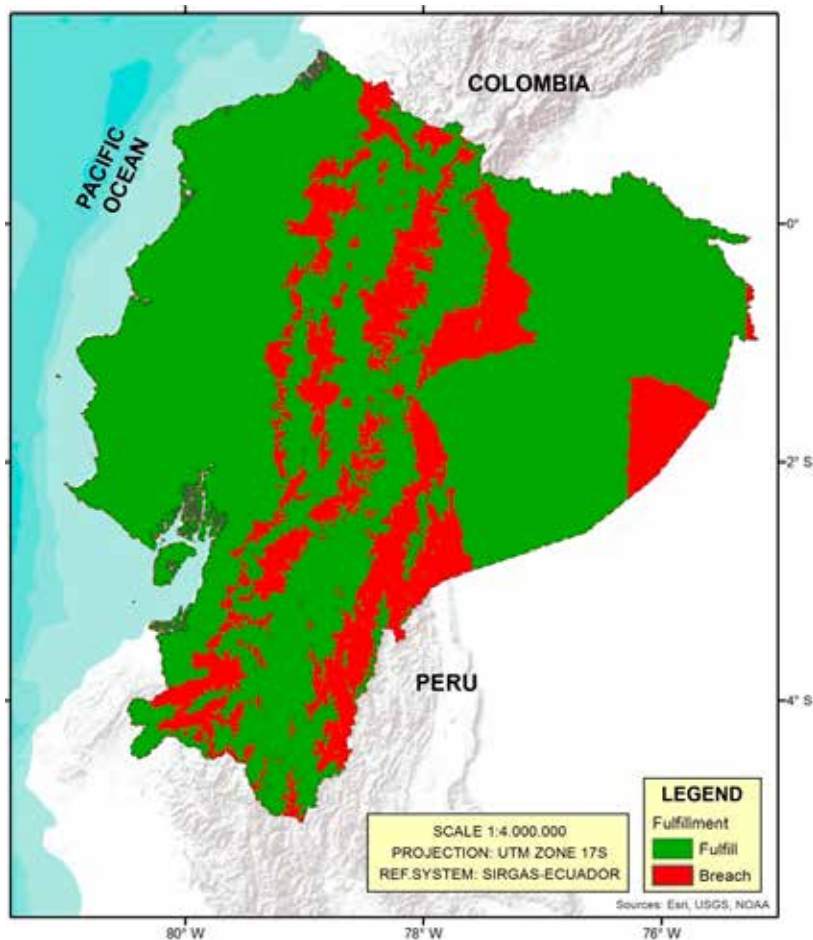 COLOMBIA
PACIFIC
OCEAN
0°
2° S
PERU
4° S
LEGEND
Fulfillment
Fulfill
Breach
SCALE 1:4.000.000
PROJECTION: UTM ZONE 17S
REF.SYSTEM: SIRGAS-ECUADOR
Sources: Esri, USGS, NOAA
80° W
78° W
76° W